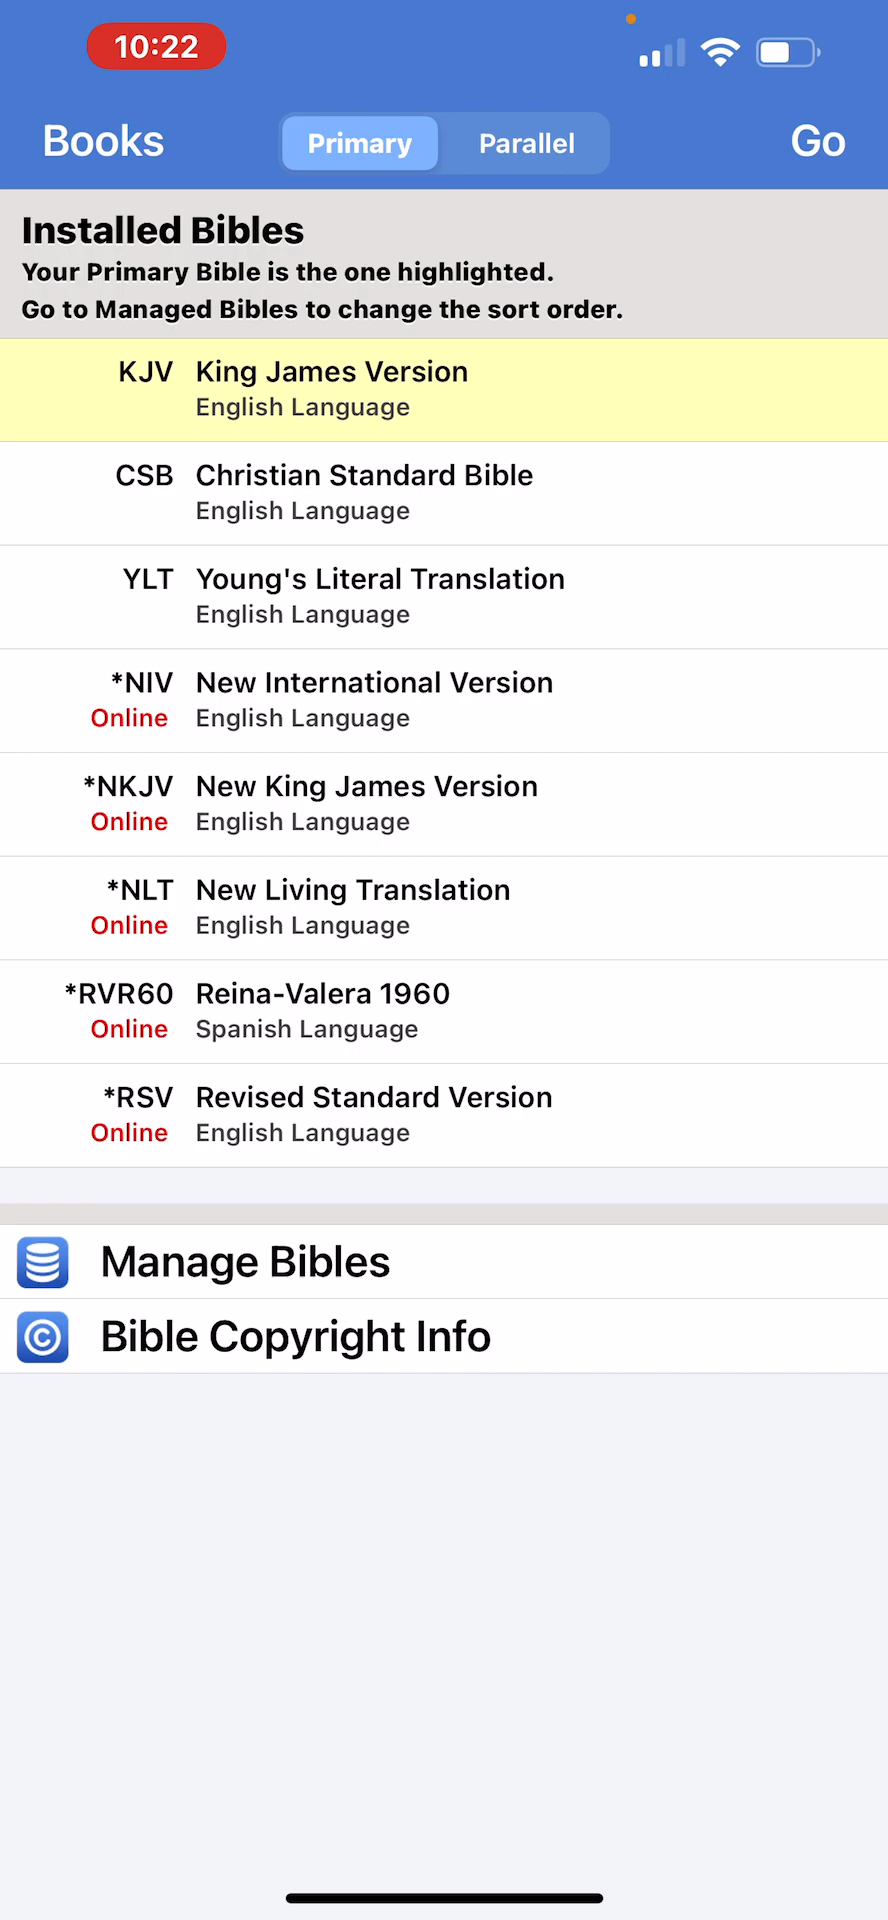 10:22
Books
Primary
Parallel
Go
Installed Bibles
Your Primary Bible is the one highlighted.
Go to Managed Bibles to change the sort order.
KJV King James Version
English Language
CSB Christian Standard Bible
English Language
YLT Young's Literal Translation
English Language
*NIV New International Version
Online English Language
*NKJV New King James Version
Online English Language
*NLT New Living Translation
Online English Language
*RVR60 Reina-Valera 1960
Online Spanish Language
*RSV Revised Standard Version
Online English Language
Manage Bibles
Bible Copyright Info